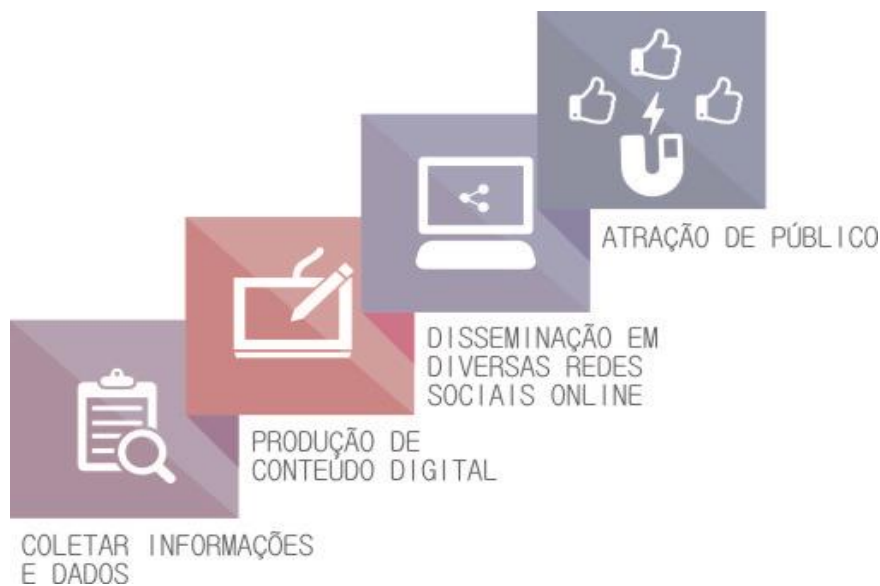 ATRAÇÃO DE PÚBLICO
DISSEMINAÇÃO EM
DIVERSAS REDES
SOCIAIS ONLINE
PRODUÇÃO DE
CONTEÚDO DIGITAL
COLETAR INFORMAÇÕES
E DADOS